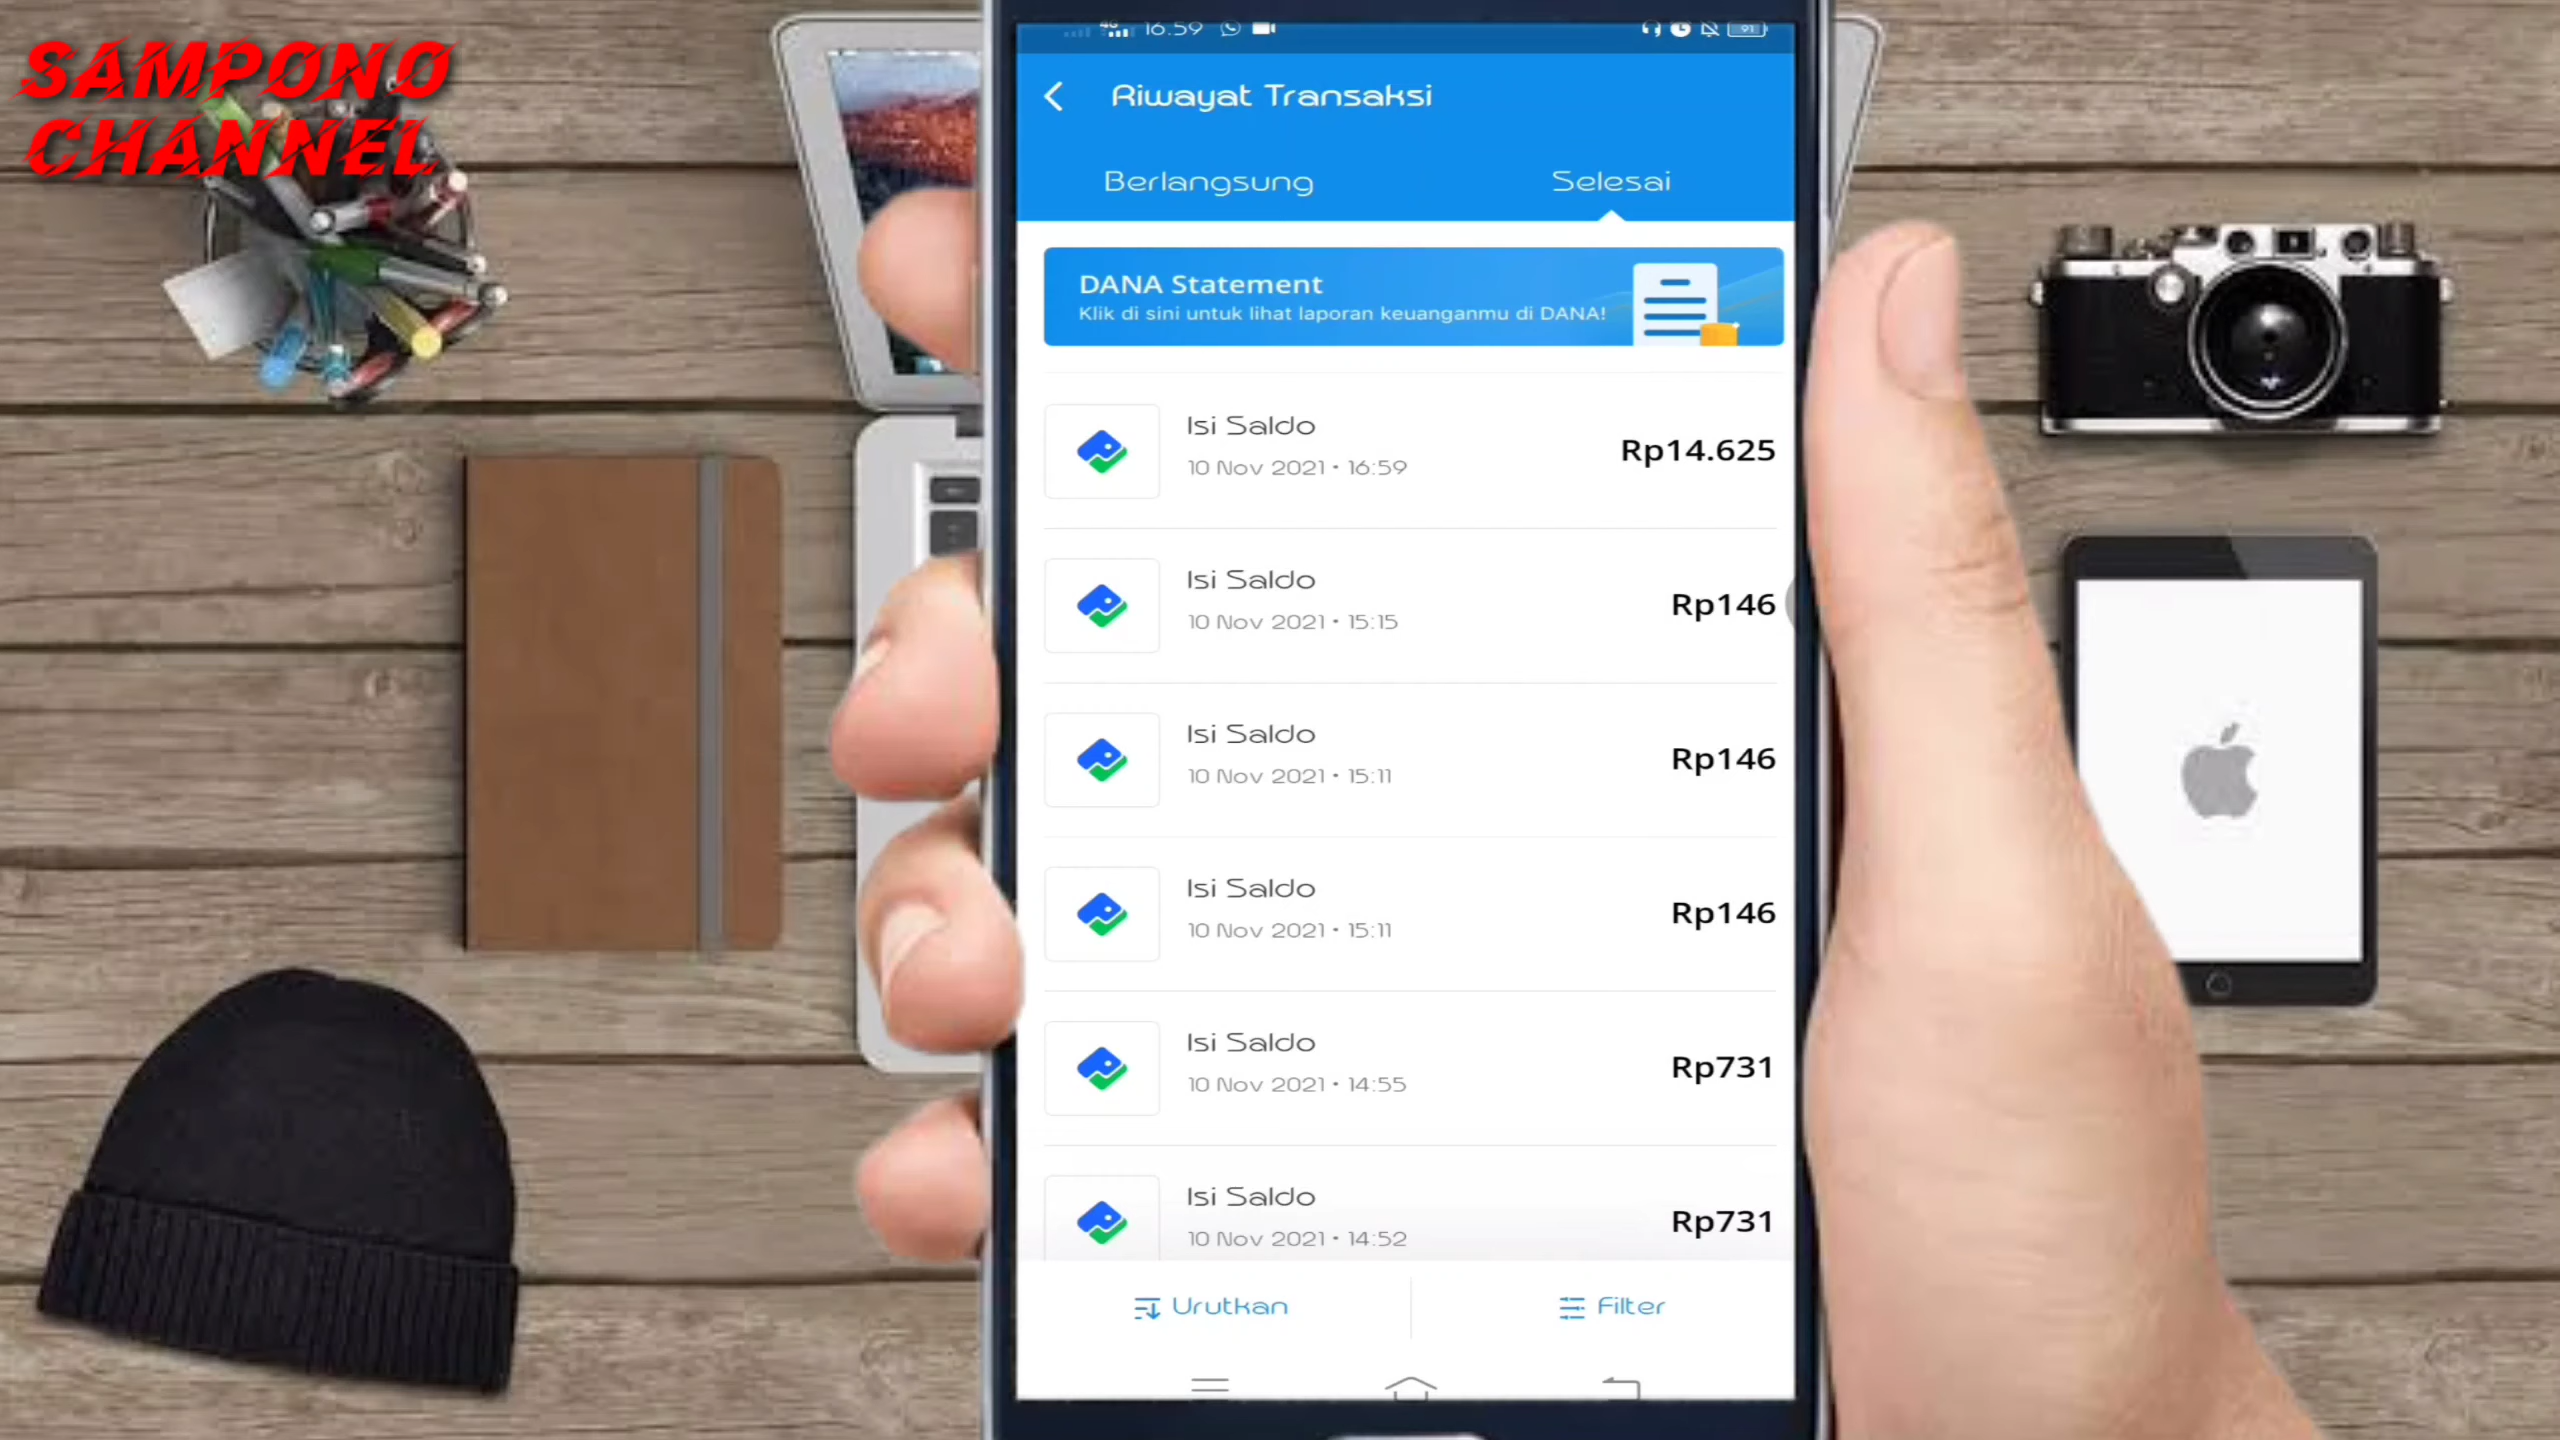 SAMPONO
CHANNEL
4G 16.59 91
Riwayat Transaksi
Berlangsung Selesai
DANA Statement
Klik di sini untuk lihat laporan keuanganmu di DANA!
Isi Saldo
10 Nov 2021 • 16:59
Rp14.625
Isi Saldo
10 Nov 2021 • 15:15
Rp146
Isi Saldo
10 Nov 2021 • 15:11
Rp146
Isi Saldo
10 Nov 2021 • 15:11
Rp146
Isi Saldo
10 Nov 2021 • 14:55
Rp731
Isi Saldo
10 Nov 2021 • 14:52
Rp731
Urutkan Filter